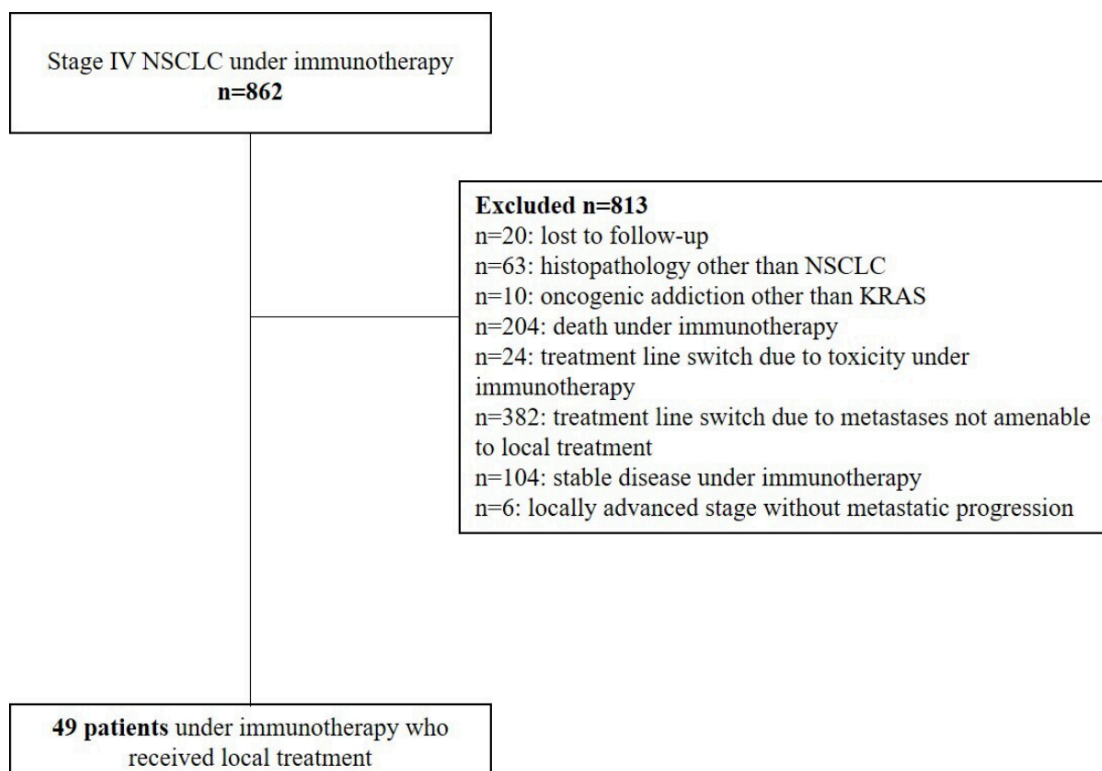 Stage IV NSCLC under immunotherapy
n=862
Excluded n=813
n=20: lost to follow-up
n=63: histopathology other than NSCLC
n=10: oncogenic addiction other than KRAS
n=204: death under immunotherapy
n=24: treatment line switch due to toxicity under
immunotherapy
n=382: treatment line switch due to metastases not amenable
to local treatment
n=104: stable disease under immunotherapy
n=6: locally advanced stage without metastatic progression
49 patients under immunotherapy who
received local treatment